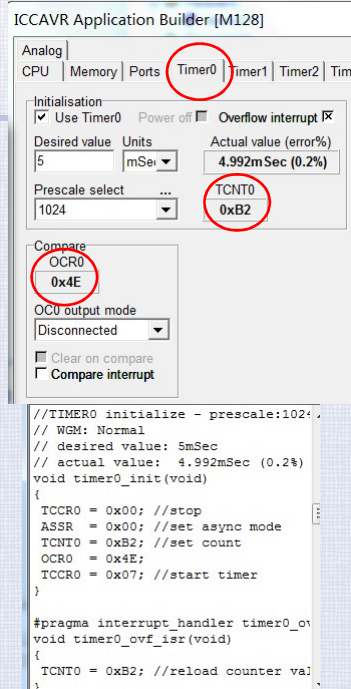 ICCAVR Application Builder [M128]
Analog
CPU Memory Ports Timer0 Timer1 Timer2 Tim
Initialisation
Use Timer0 Power off Overflow interrupt
Desired value Units Actual value (error%)
5 mSec 4.992mSec (0.2%)
Prescale select ... TCNT0
1024 0xB2
Compare
OCR0
0x4E
OC0 output mode
Disconnected
Clear on compare
Compare interrupt
//TIMER0 initialize - prescale:1024
// WGM: Normal
// desired value: 5mSec
// actual value:  4.992mSec (0.2%)
void timer0_init(void)
{
 TCCR0 = 0x00; //stop
 ASSR  = 0x00; //set async mode
 TCNT0 = 0xB2; //set count
 OCR0  = 0x4E;
 TCCR0 = 0x07; //start timer
}
#pragma interrupt_handler timer0_ov
void timer0_ovf_isr(void)
{
 TCNT0 = 0xB2; //reload counter val